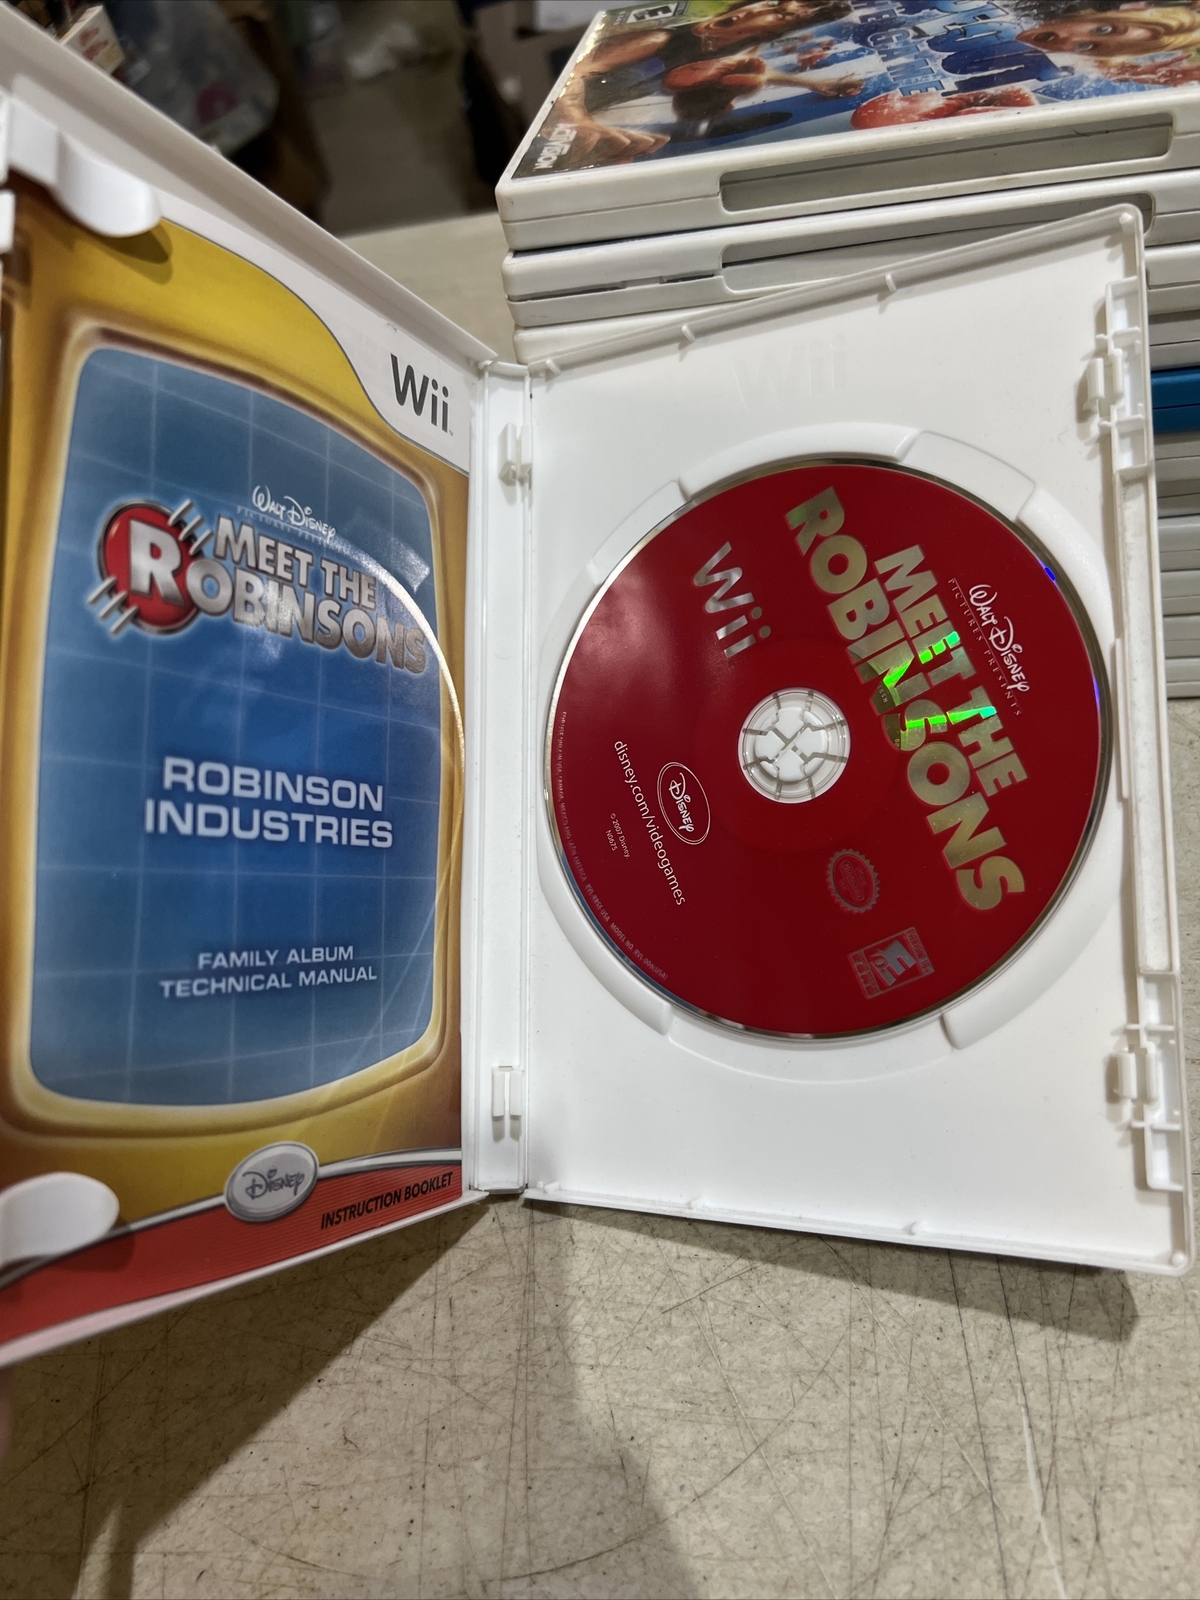 Wii
WALT DISNEY
PICTURES PRESENTS
MEET THE
ROBINSONS
ROBINSON
INDUSTRIES
FAMILY ALBUM
TECHNICAL MANUAL
Disney
INSTRUCTION BOOKLET
Wii
WALT DISNEY
PICTURES PRESENTS
MEET THE
ROBINSONS
Wii
Disney
disney.com/videogames
© 2007 Disney
N0675
E
ACTIVISION
E